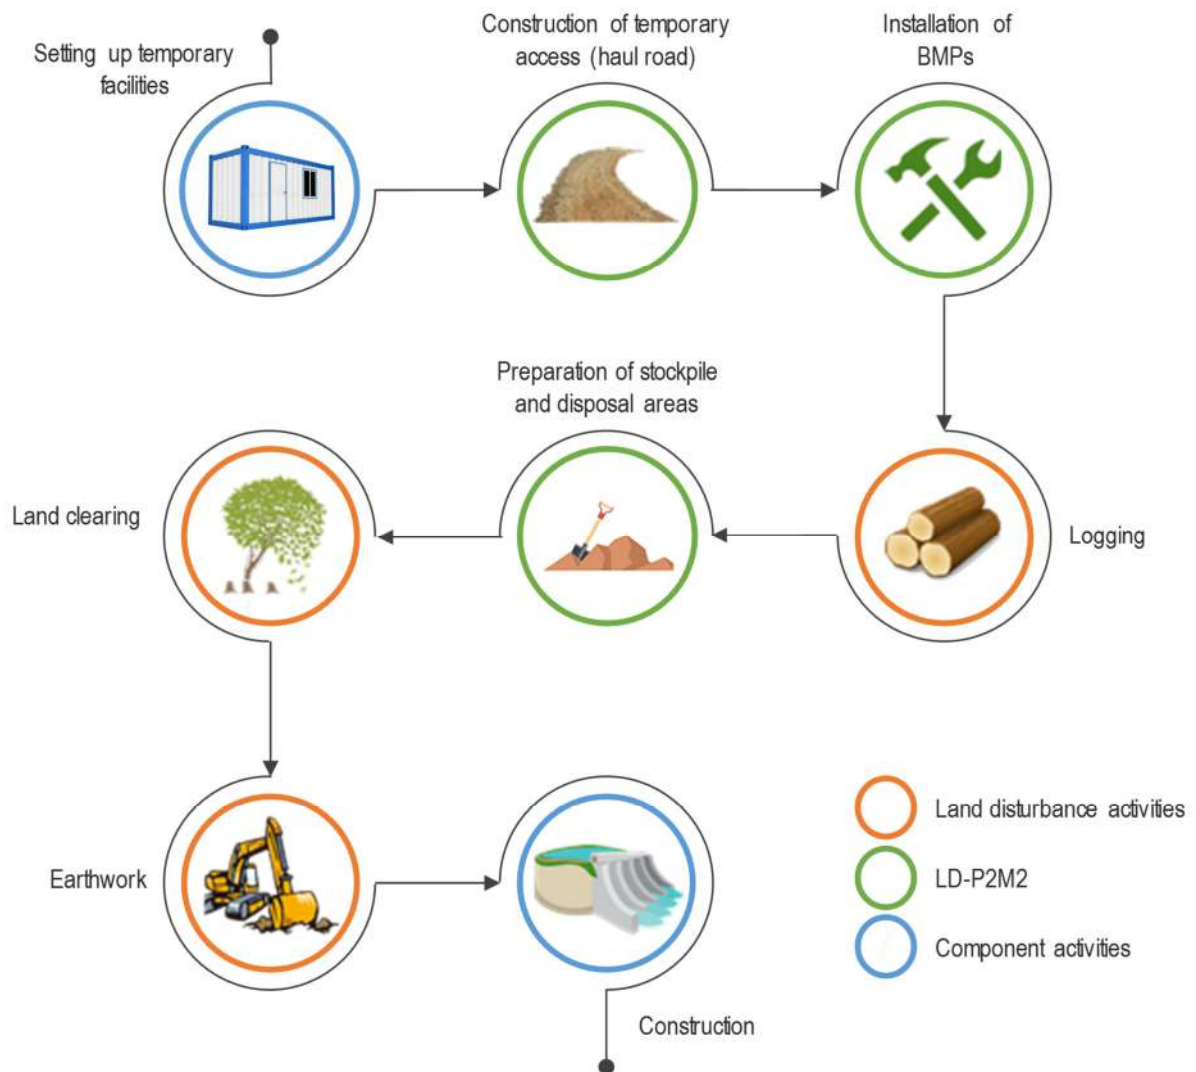 Setting up temporary
facilities
Construction of temporary
access (haul road)
Installation of
BMPs
Land clearing
Preparation of stockpile
and disposal areas
Logging
Earthwork
Construction
Land disturbance activities
LD-P2M2
Component activities